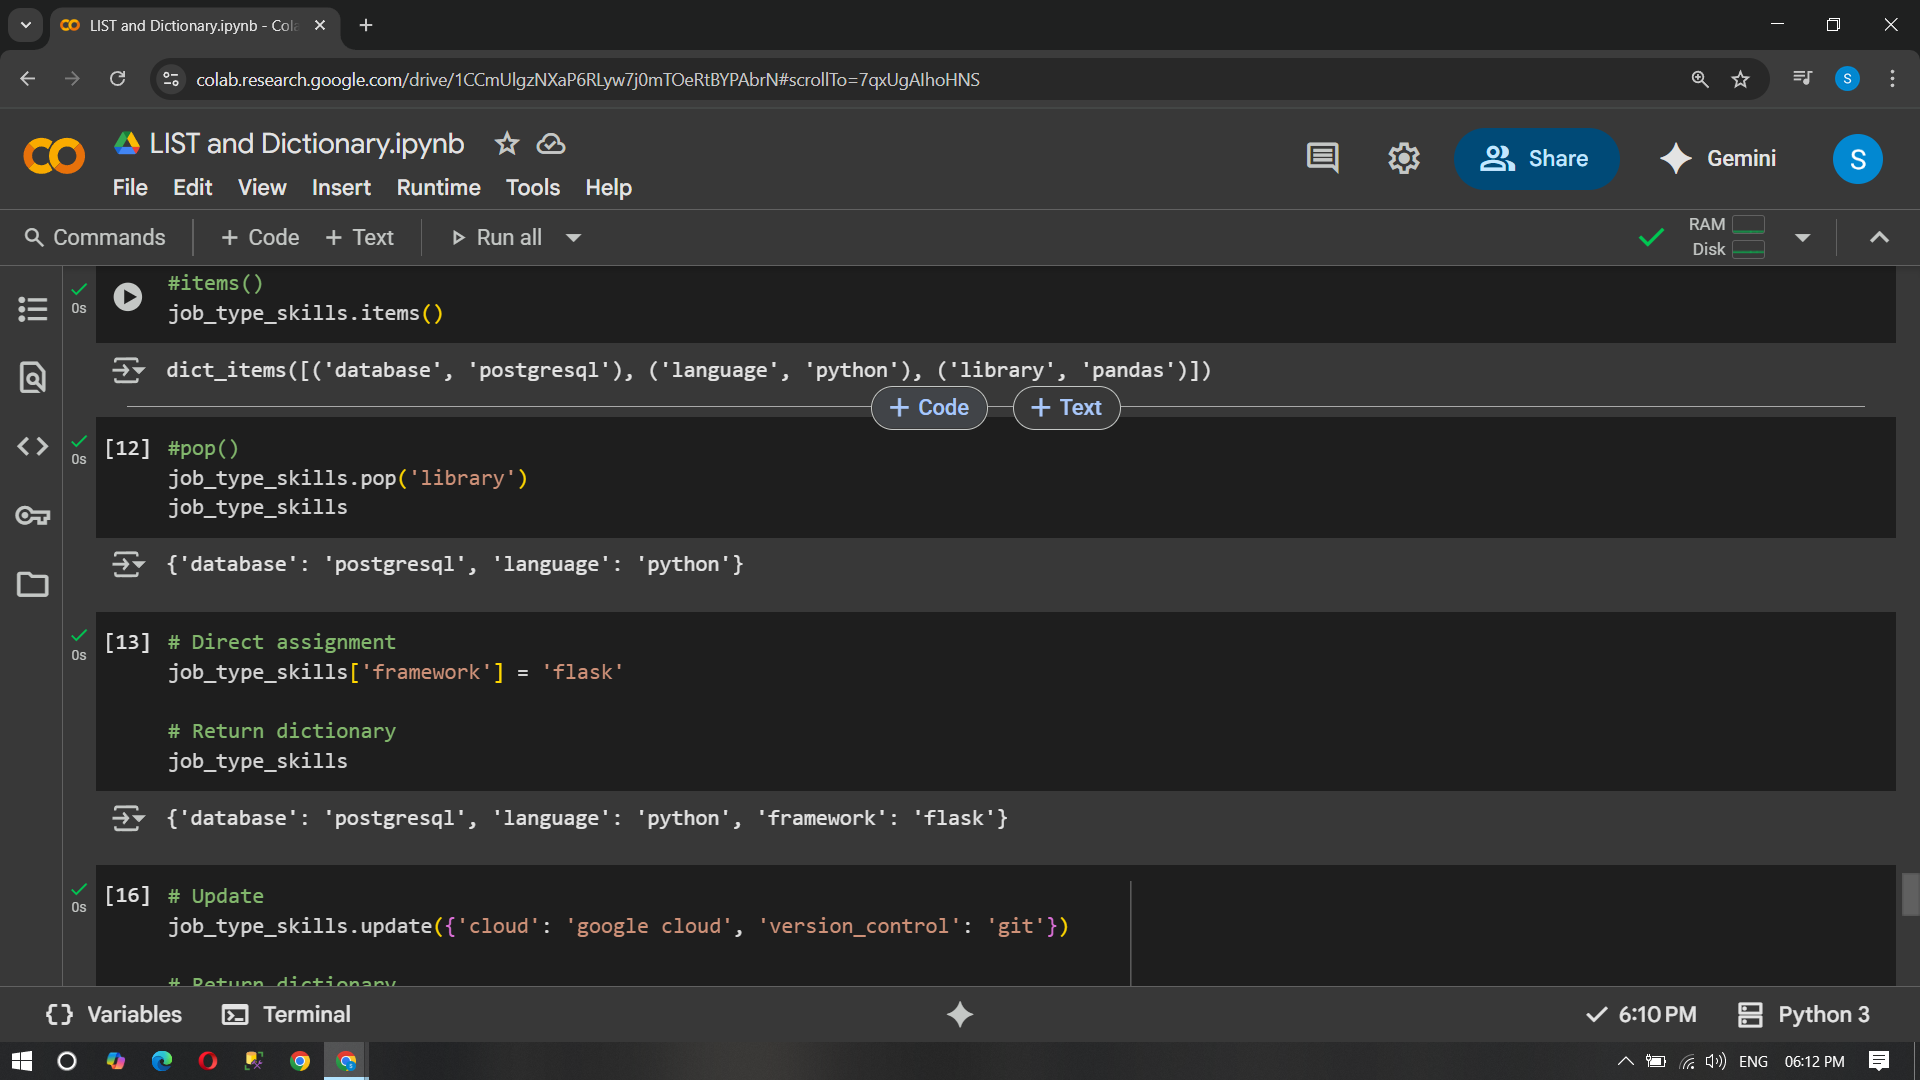 LIST and Dictionary.ipynb - Cola
colab.research.google.com/drive/1CCmUlgzNXaP6RLyw7j0mTOeRtBYPAbrN#scrollTo=7qxUgAIhoHNS
S
LIST and Dictionary.ipynb
Share
Gemini
S
File Edit View Insert Runtime Tools Help
Commands + Code + Text Run all
RAM
Disk
0s
#items()
job_type_skills.items()
dict_items([('database', 'postgresql'), ('language', 'python'), ('library', 'pandas')])
+ Code + Text
0s
[12] #pop()
job_type_skills.pop('library')
job_type_skills
{'database': 'postgresql', 'language': 'python'}
0s
[13] # Direct assignment
job_type_skills['framework'] = 'flask'
# Return dictionary
job_type_skills
{'database': 'postgresql', 'language': 'python', 'framework': 'flask'}
0s
[16] # Update
job_type_skills.update({'cloud': 'google cloud', 'version_control': 'git'})
# Return dictionary
{} Variables Terminal 6:10 PM Python 3
ENG 06:12 PM